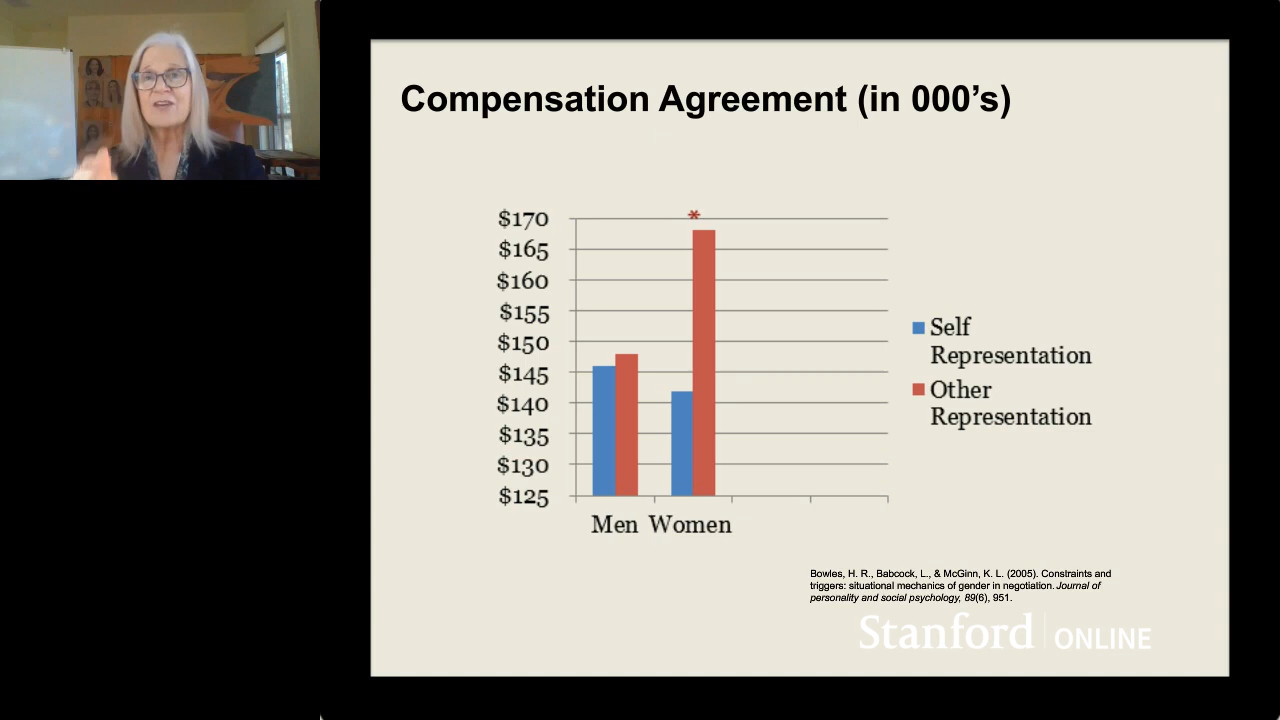 Compensation Agreement (in 000's)
*
$170
$165
$160
$155
$150
$145
$140
$135
$130
$125
Men Women
Self
Representation
Other
Representation
Bowles, H. R., Babcock, L., & McGinn, K. L. (2005). Constraints and
triggers: situational mechanics of gender in negotiation. Journal of
personality and social psychology, 89(6), 951.
Stanford | ONLINE